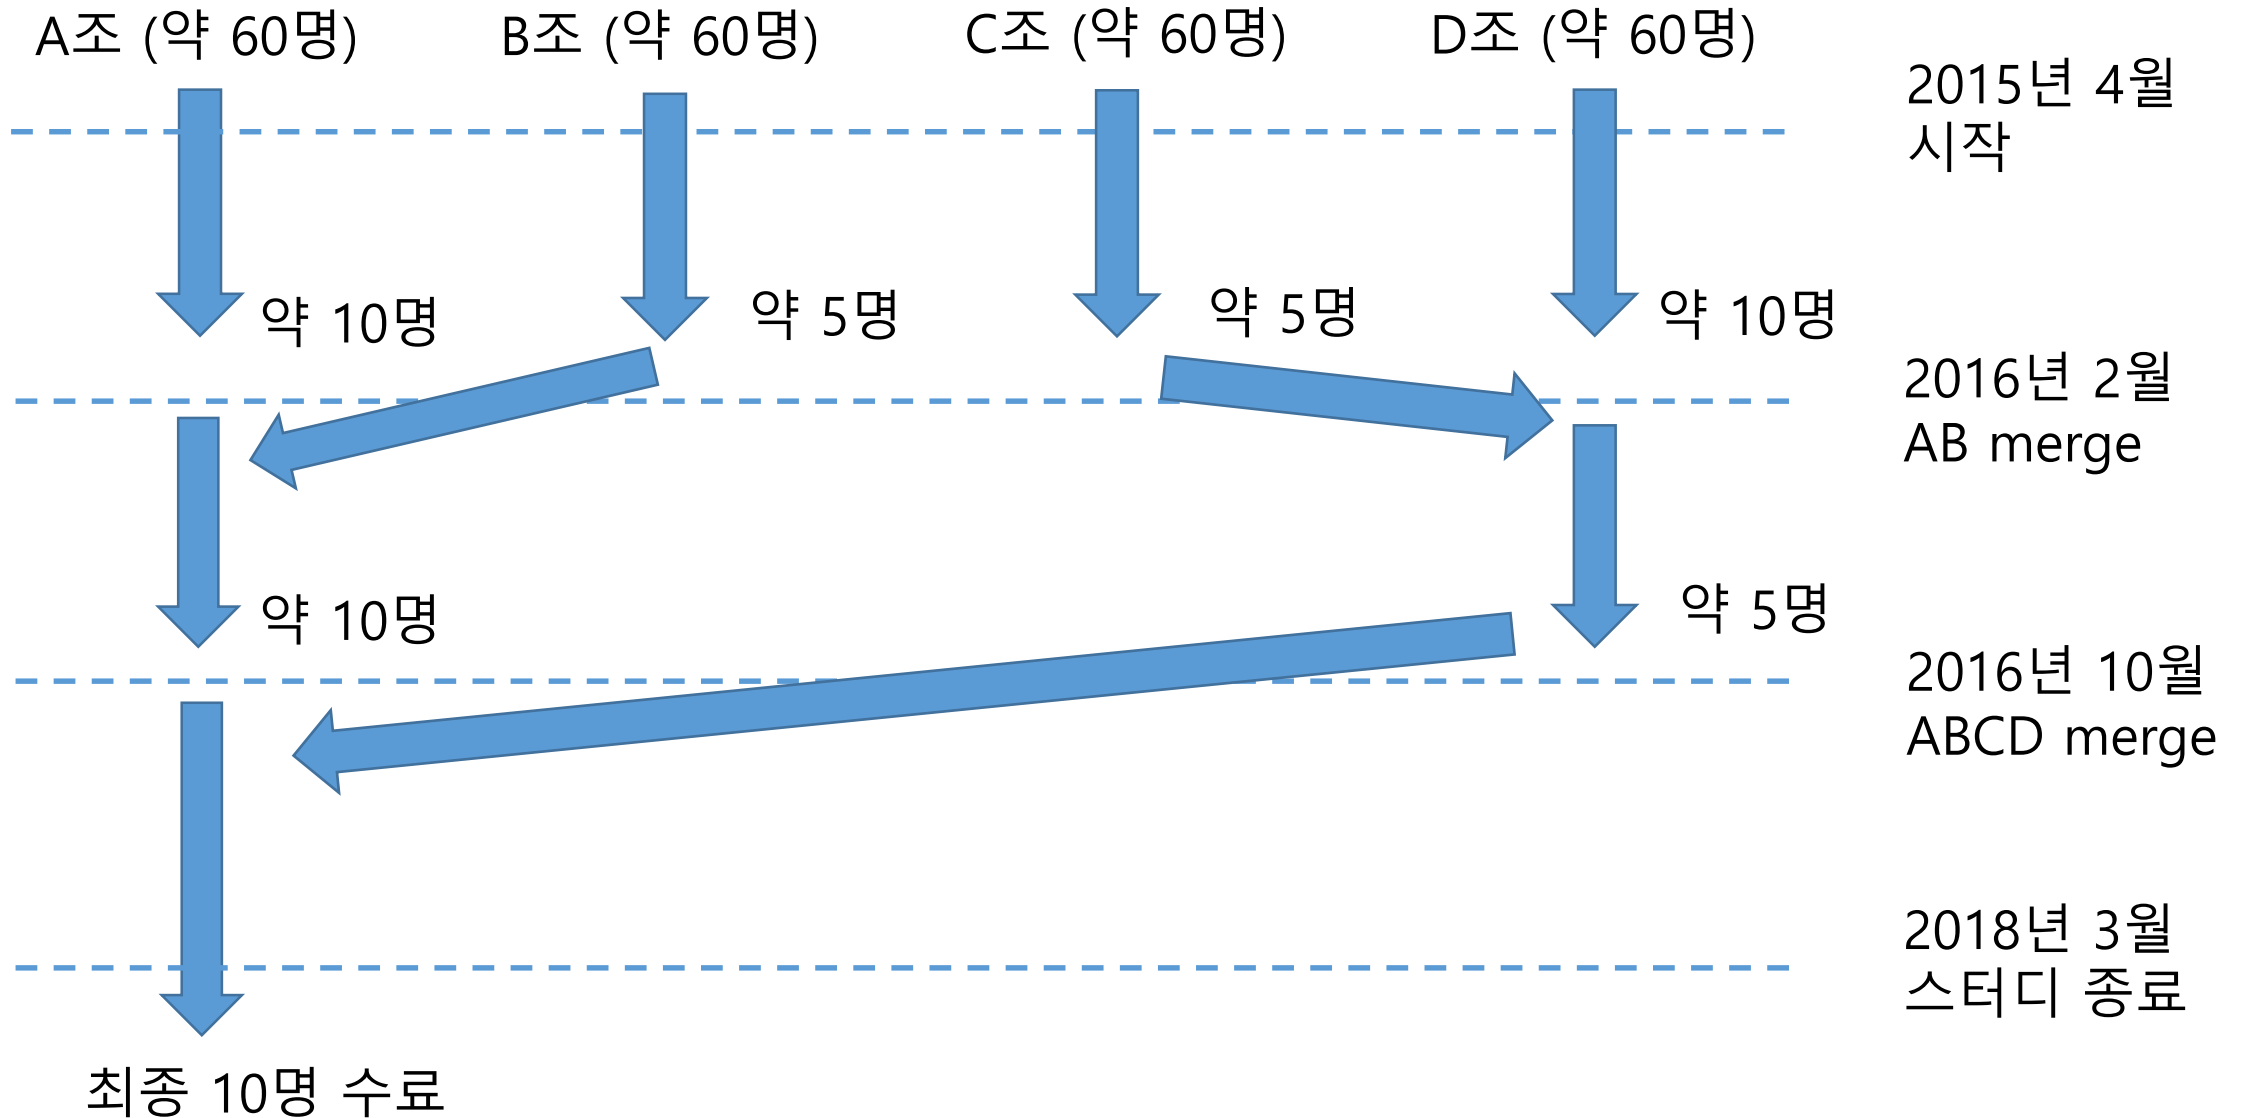 A조 (약 60명)
B조 (약 60명)
C조 (약 60명)
D조 (약 60명)
2015년 4월
시작
약 10명
약 5명
약 5명
약 10명
2016년 2월
AB merge
약 10명
약 5명
2016년 10월
ABCD merge
2018년 3월
스터디 종료
최종 10명 수료